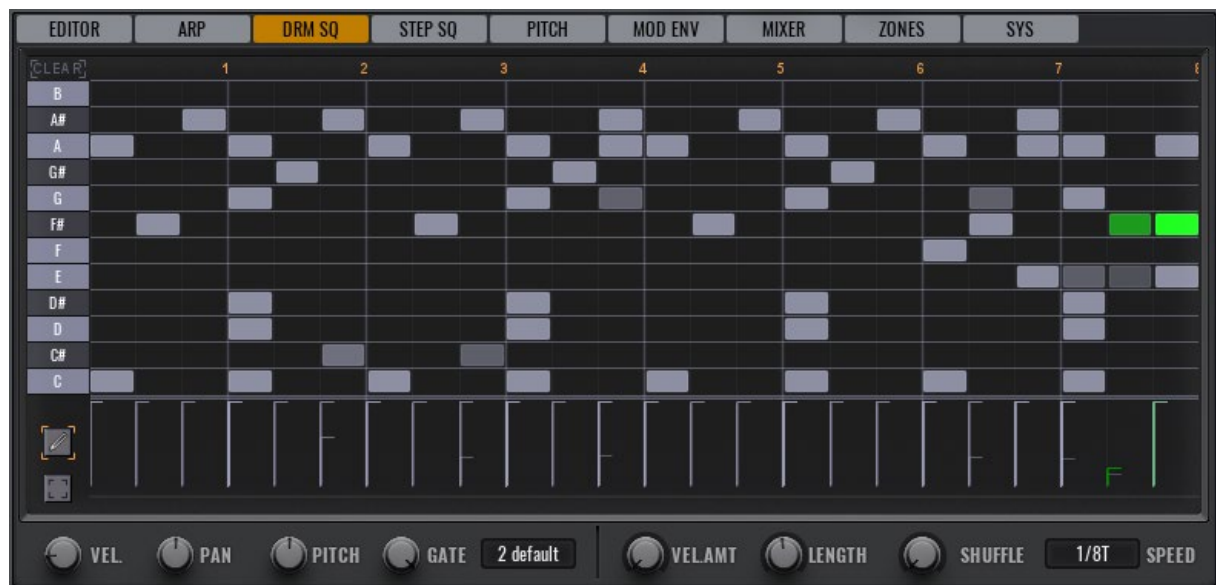 EDITOR ARP DRM SQ STEP SQ PITCH MOD ENV MIXER ZONES SYS
[CLEAR] 1 2 3 4 5 6 7 8
B
A#
A
G#
G
F#
F
E
D#
D
C#
C
VEL. PAN PITCH GATE 2 default VEL.AMT LENGTH SHUFFLE 1/8T SPEED